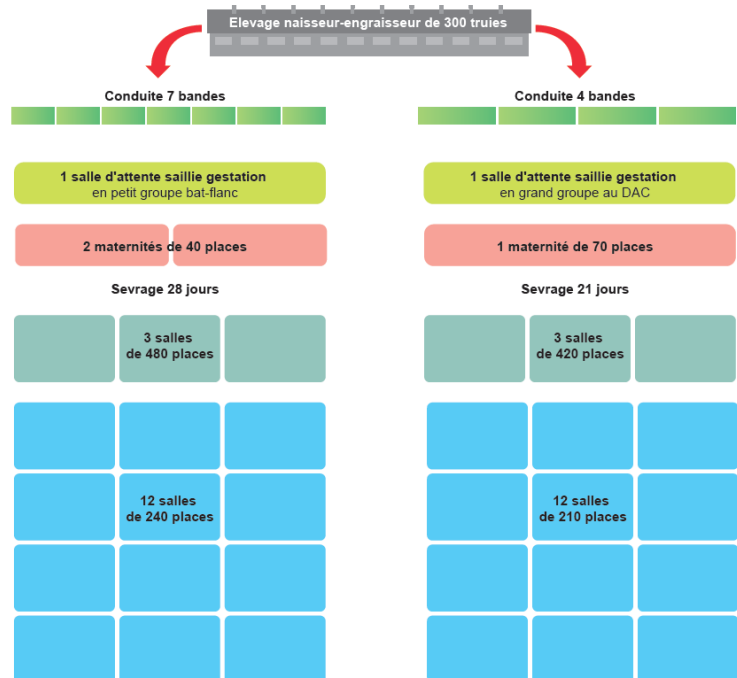 Elevage naisseur-engraisseur de 300 truies
Conduite 7 bandes
1 salle d'attente saillie gestation
en petit groupe bat-flanc
2 maternités de 40 places
Sevrage 28 jours
3 salles
de 480 places
12 salles
de 240 places
Conduite 4 bandes
1 salle d'attente saillie gestation
en grand groupe au DAC
1 maternité de 70 places
Sevrage 21 jours
3 salles
de 420 places
12 salles
de 210 places